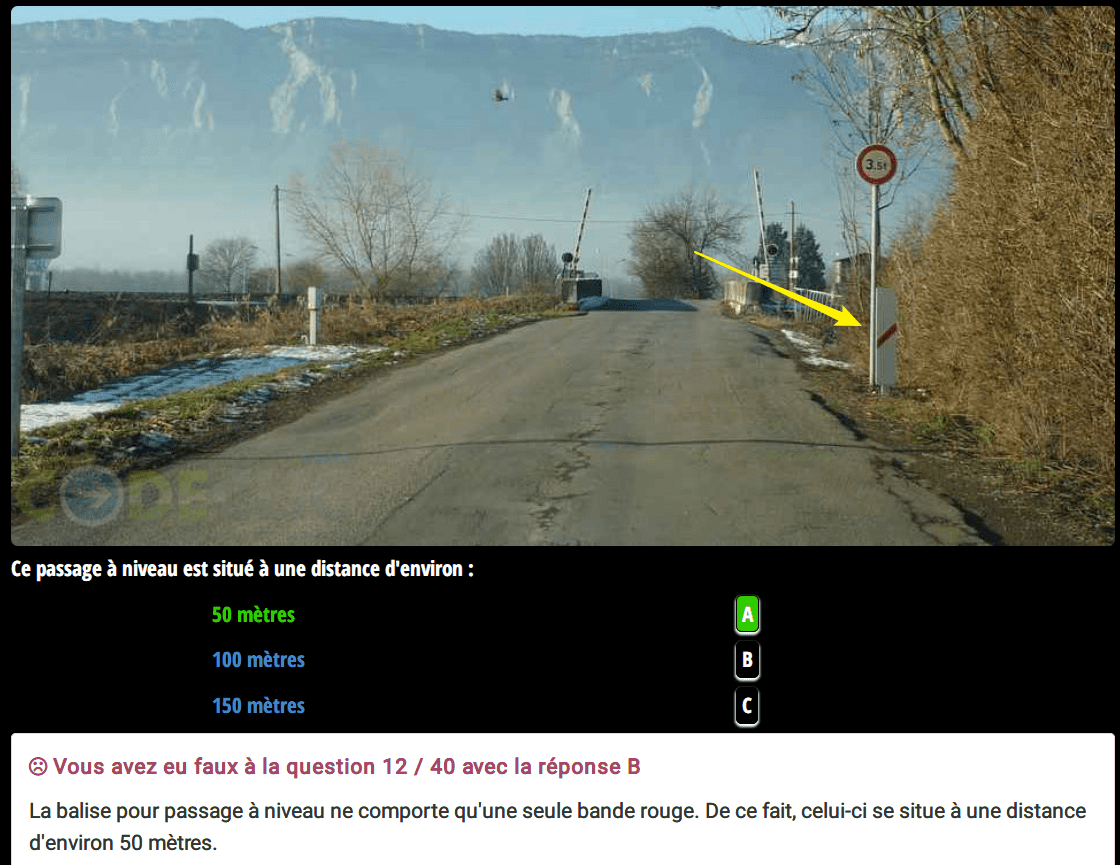 3.5t
CODE
Ce passage à niveau est situé à une distance d'environ :
50 mètres A
100 mètres B
150 mètres C
Vous avez eu faux à la question 12 / 40 avec la réponse B
La balise pour passage à niveau ne comporte qu'une seule bande rouge. De ce fait, celui-ci se situe à une distance
d'environ 50 mètres.